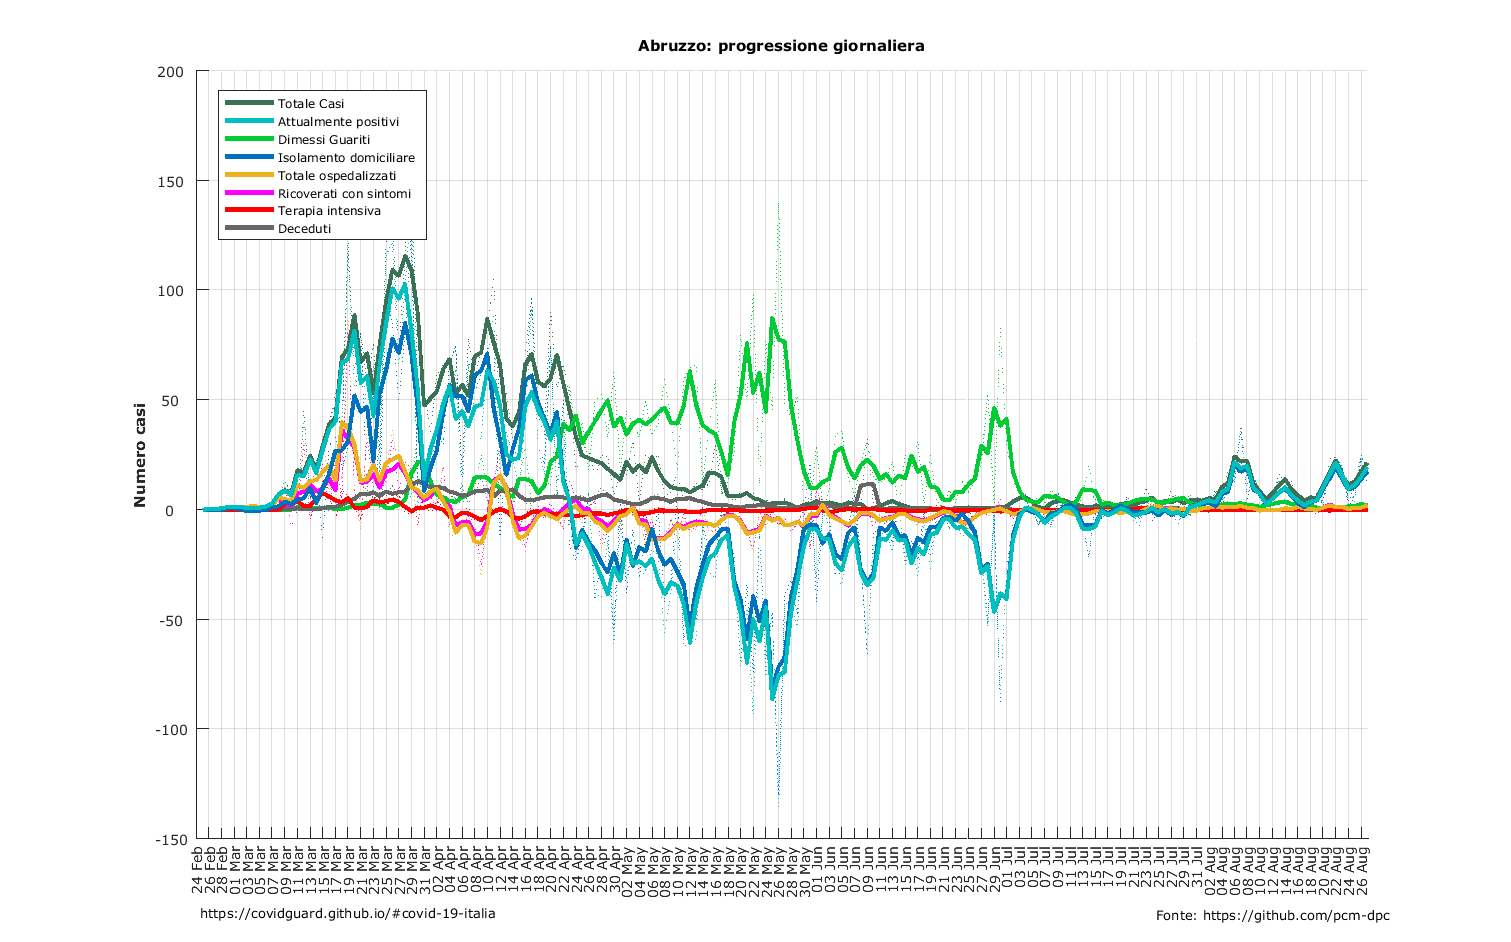 Abruzzo: progressione giornaliera
200
150
100
50
0
-50
-100
-150
Numero casi
Totale Casi
Attualmente positivi
Dimessi Guariti
Isolamento domiciliare
Totale ospedalizzati
Ricoverati con sintomi
Terapia intensiva
Deceduti
24 Feb
26 Feb
28 Feb
01 Mar
03 Mar
05 Mar
07 Mar
09 Mar
11 Mar
13 Mar
15 Mar
17 Mar
19 Mar
21 Mar
23 Mar
25 Mar
27 Mar
29 Mar
31 Mar
02 Apr
04 Apr
06 Apr
08 Apr
10 Apr
12 Apr
14 Apr
16 Apr
18 Apr
20 Apr
22 Apr
24 Apr
26 Apr
28 Apr
30 Apr
02 May
04 May
06 May
08 May
10 May
12 May
14 May
16 May
18 May
20 May
22 May
24 May
26 May
28 May
30 May
01 Jun
03 Jun
05 Jun
07 Jun
09 Jun
11 Jun
13 Jun
15 Jun
17 Jun
19 Jun
21 Jun
23 Jun
25 Jun
27 Jun
29 Jun
01 Jul
03 Jul
05 Jul
07 Jul
09 Jul
11 Jul
13 Jul
15 Jul
17 Jul
19 Jul
21 Jul
23 Jul
25 Jul
27 Jul
29 Jul
31 Jul
02 Aug
04 Aug
06 Aug
08 Aug
10 Aug
12 Aug
14 Aug
16 Aug
18 Aug
20 Aug
22 Aug
24 Aug
26 Aug
https://covidguard.github.io/#covid-19-italia
Fonte: https://github.com/pcm-dpc